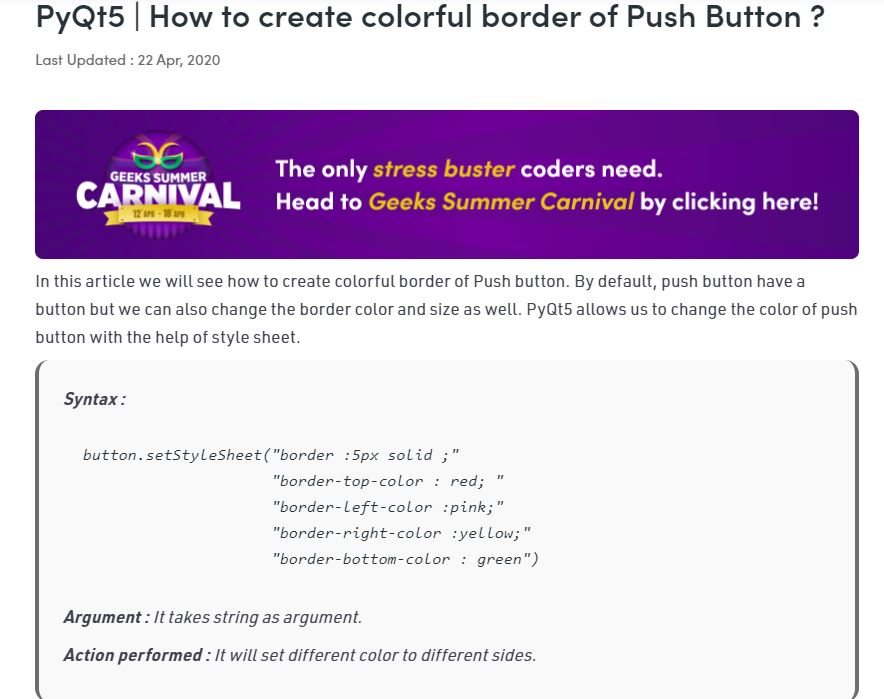 PyQt5 | How to create colorful border of Push Button ?
Last Updated : 22 Apr, 2020
GEEKS SUMMER
CARNIVAL
12 APR - 18 APR
The only stress buster coders need.
Head to Geeks Summer Carnival by clicking here!
In this article we will see how to create colorful border of Push button. By default, push button have a
button but we can also change the border color and size as well. PyQt5 allows us to change the color of push
button with the help of style sheet.
Syntax :
button.setStyleSheet("border :5px solid ;"
"border-top-color : red; "
"border-left-color :pink;"
"border-right-color :yellow;"
"border-bottom-color : green")
Argument : It takes string as argument.
Action performed : It will set different color to different sides.